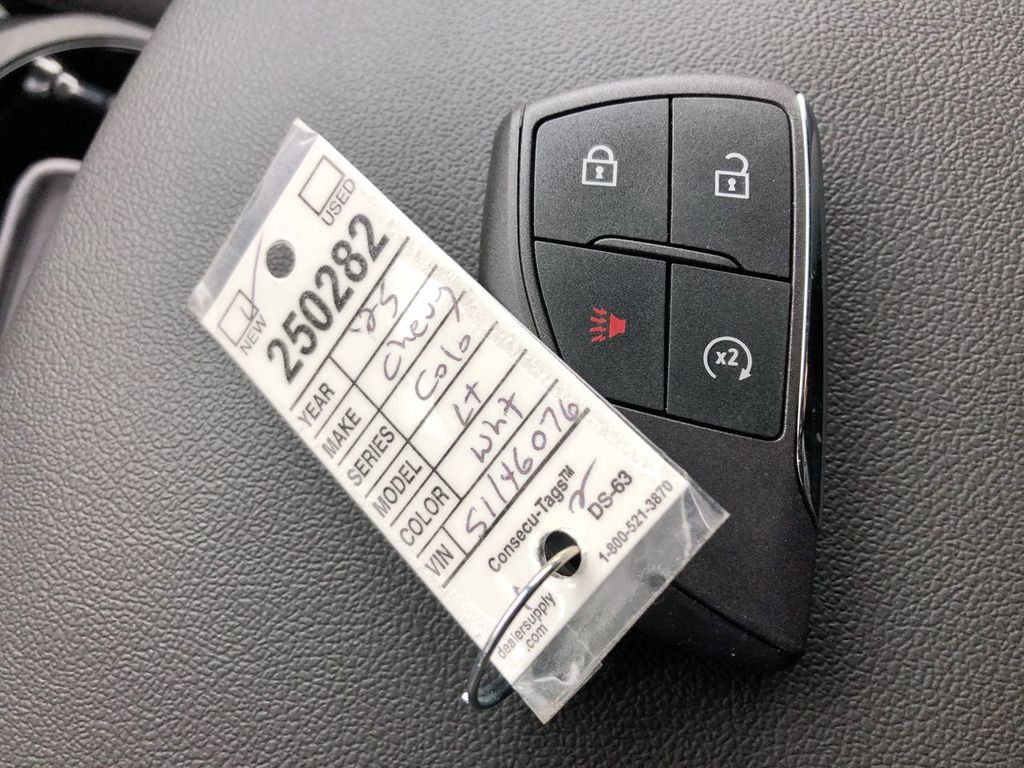 USED
NEW
250282
YEAR 25
MAKE Chevy
SERIES Colo
MODEL Lt
COLOR Wht
VIN S1146076
Consecu-Tags™
DS-63
1-800-521-3870
dealersupply
.com
x2